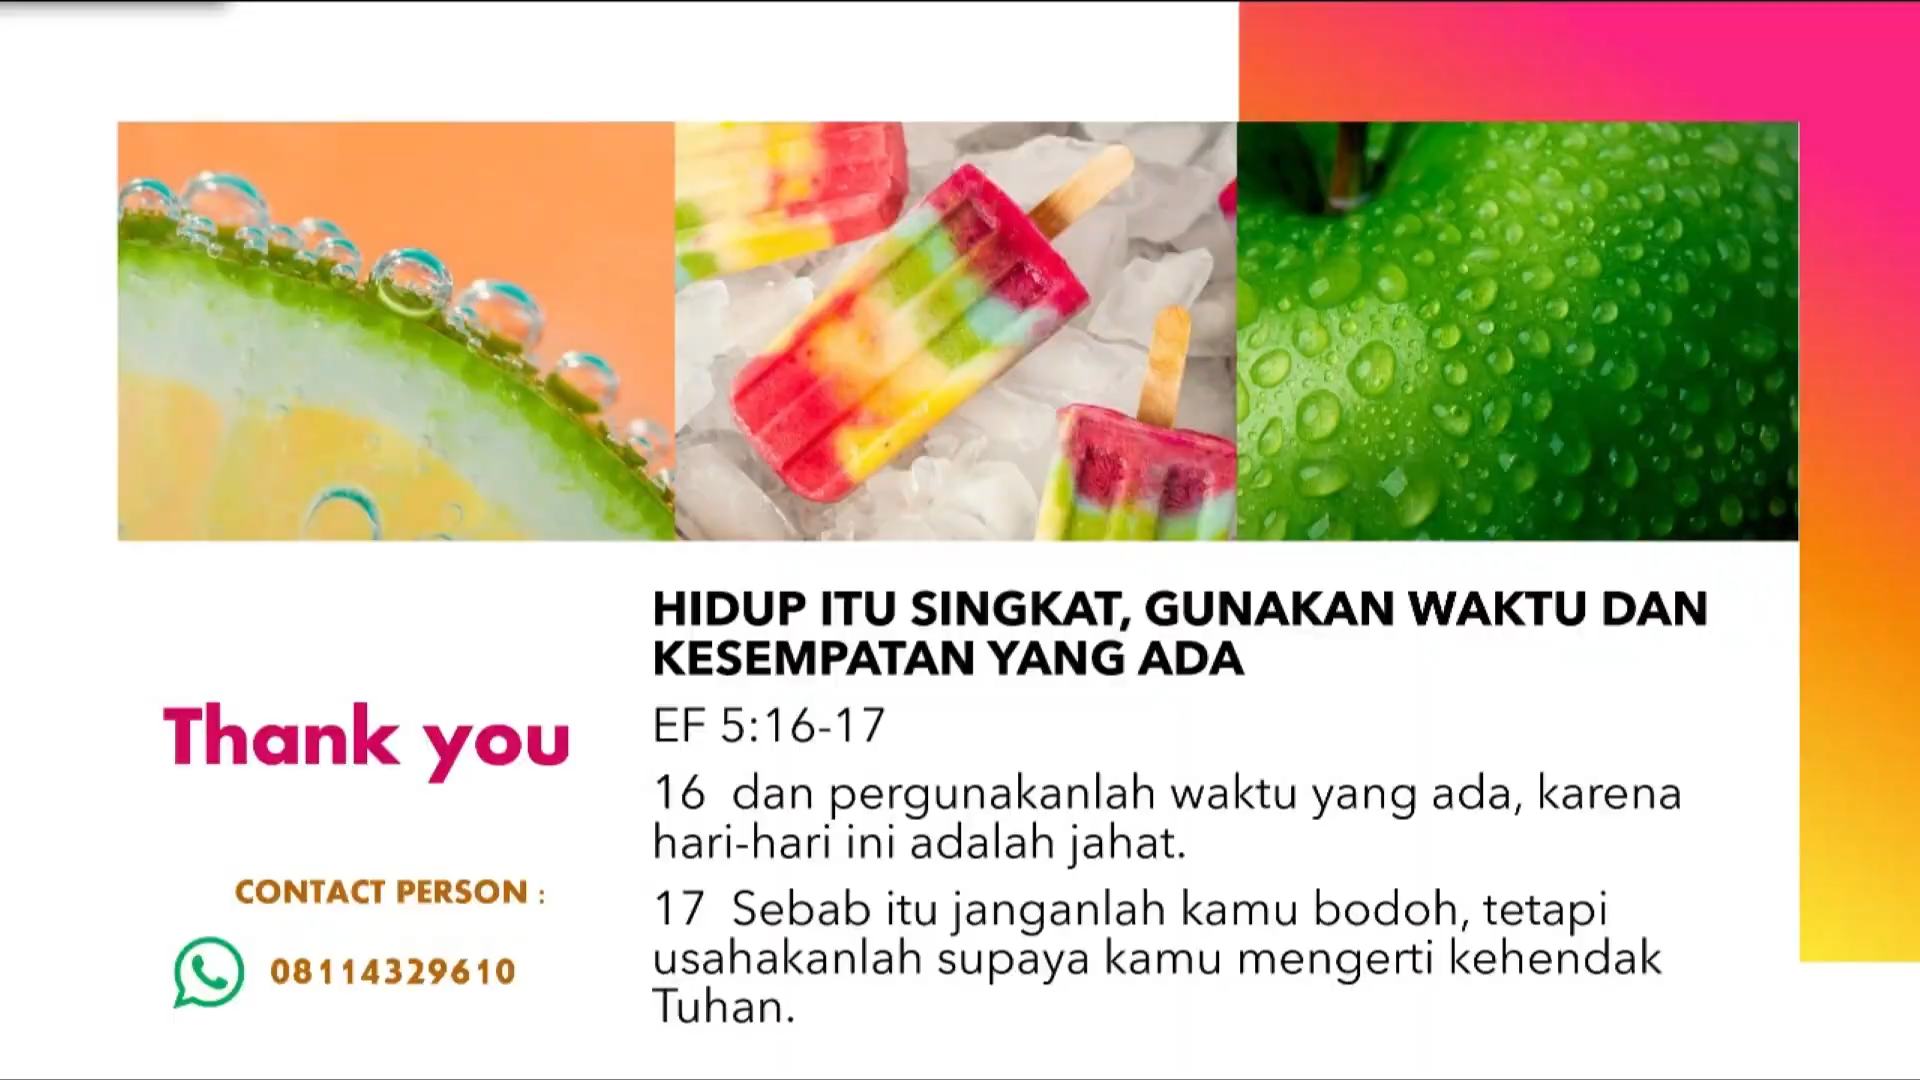 Thank you
CONTACT PERSON :
08114329610
HIDUP ITU SINGKAT, GUNAKAN WAKTU DAN
KESEMPATAN YANG ADA
EF 5:16-17
16  dan pergunakanlah waktu yang ada, karena
hari-hari ini adalah jahat.
17  Sebab itu janganlah kamu bodoh, tetapi
usahakanlah supaya kamu mengerti kehendak
Tuhan.